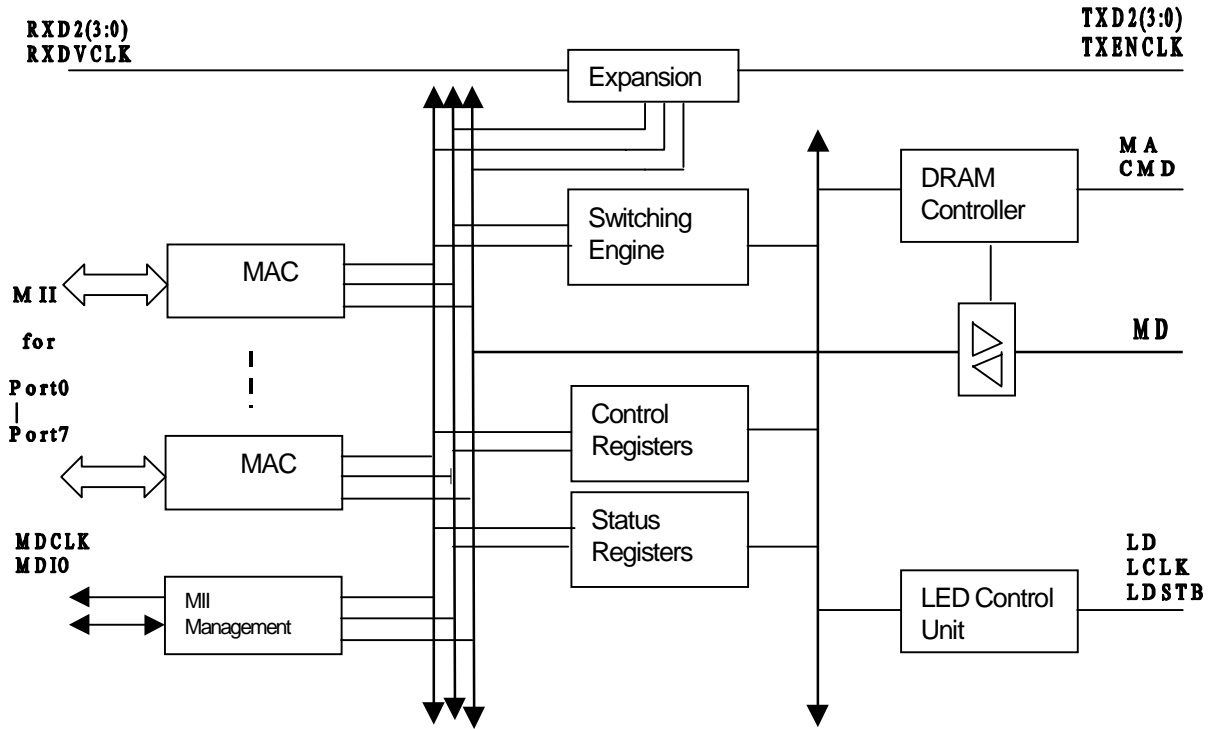 RXD2(3:0)
RXDVCLK
TXD2(3:0)
TXENCLK
Expansion
MA
CMD
DRAM
Controller
Switching
Engine
MAC
MII
for
Port0
|
Port7
MD
Control
Registers
MAC
Status
Registers
MDCLK
MDIO
MII
Management
LD
LCLK
LDSTB
LED Control
Unit